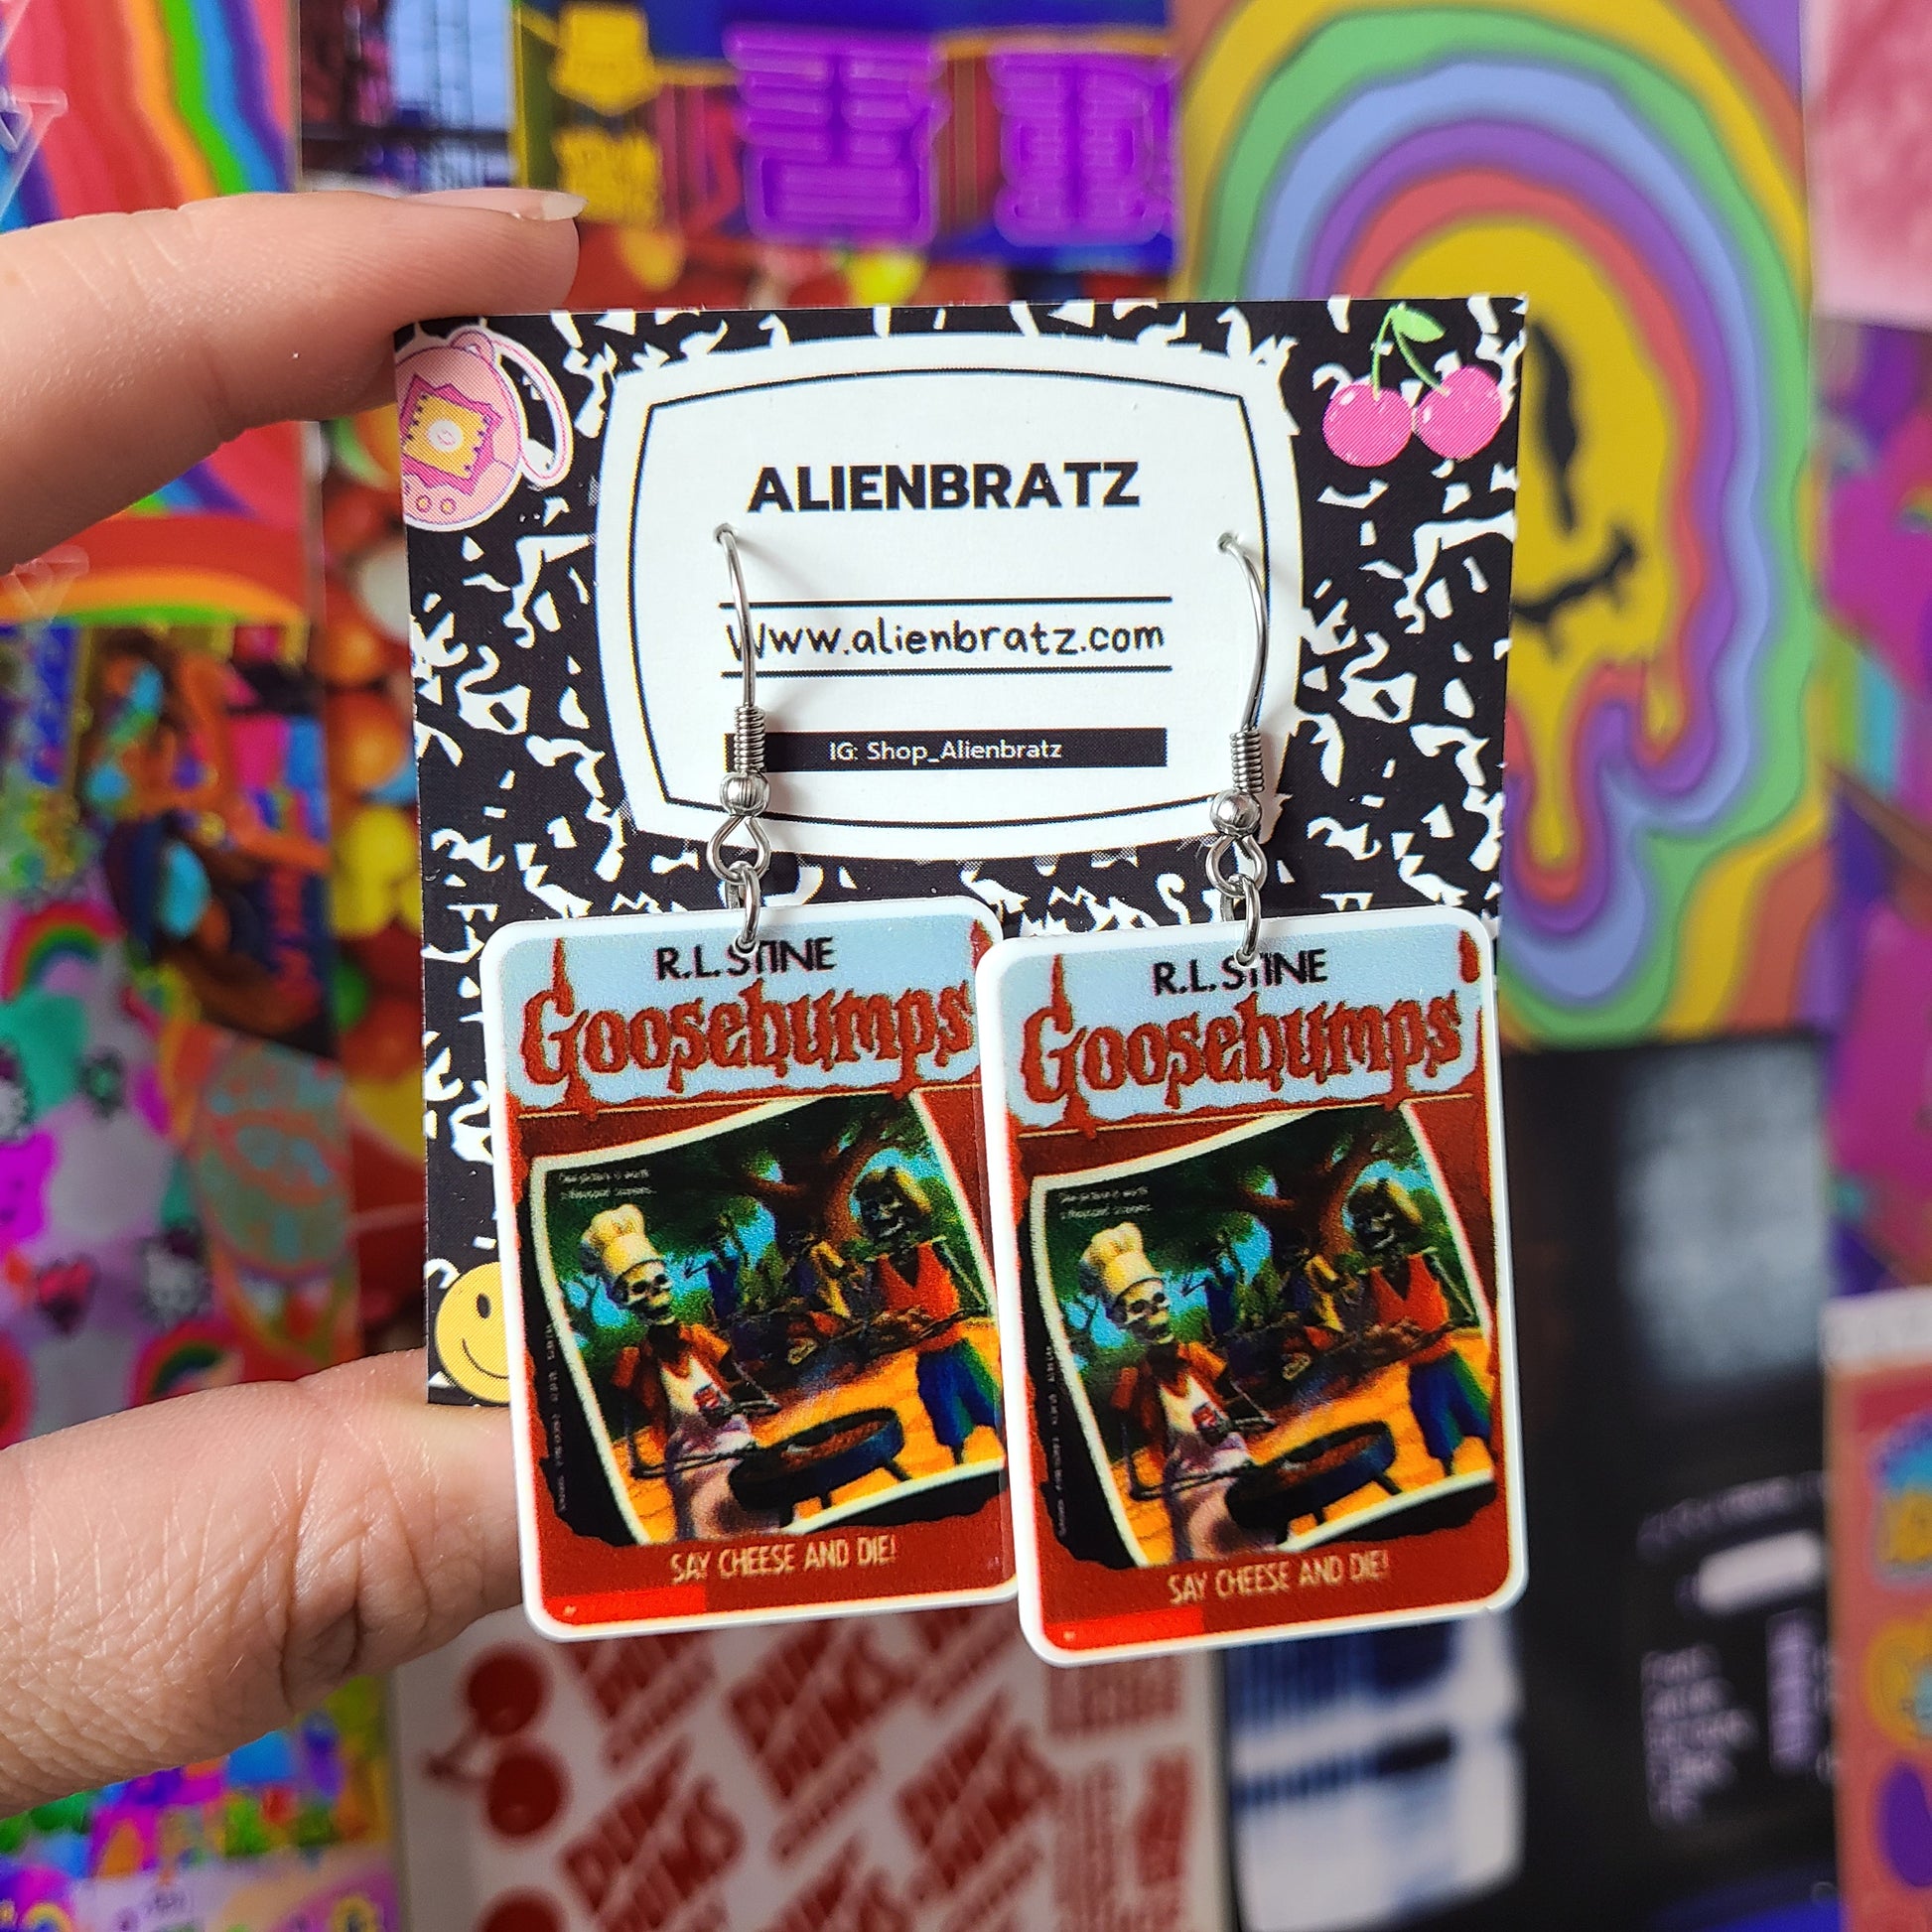 ALIENBRATZ
Www.alienbratz.com
IG: Shop_Alienbratz
R.L. STINE
Goosebumps
SAY CHEESE AND DIE!
R.L. STINE
Goosebumps
SAY CHEESE AND DIE!